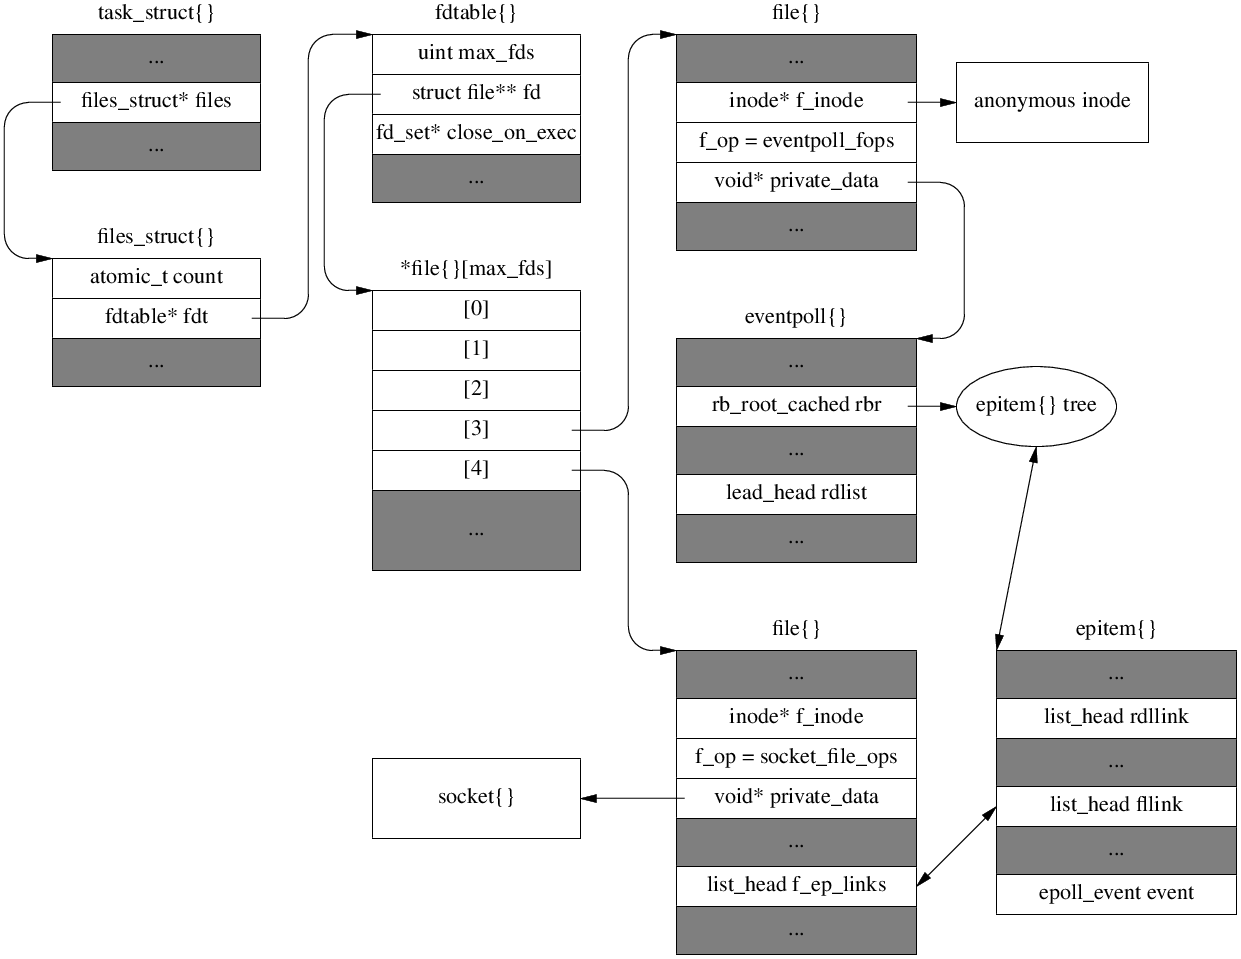 task_struct{}
...
files_struct* files
...
files_struct{}
atomic_t count
fdtable* fdt
...
fdtable{}
uint max_fds
struct file** fd
fd_set* close_on_exec
...
*file{}[max_fds]
[0]
[1]
[2]
[3]
[4]
...
file{}
...
inode* f_inode
f_op = eventpoll_fops
void* private_data
...
anonymous inode
eventpoll{}
...
rb_root_cached rbr
...
lead_head rdlist
...
epitem{} tree
file{}
...
inode* f_inode
f_op = socket_file_ops
void* private_data
...
list_head f_ep_links
...
socket{}
epitem{}
...
list_head rdllink
...
list_head fllink
...
epoll_event event